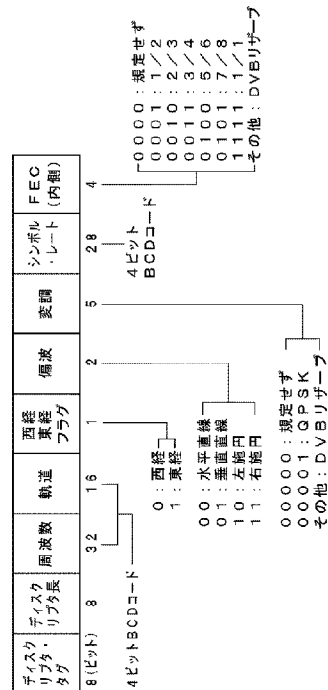 ディスクリプタ・タグ
ディスクリプタ長
周波数
軌道
西経東経フラグ
偏波
変調
シンボル・レート
FEC(内側)
8(ビット)
8
32
16
1
2
5
28
4
4ビットBCDコード
0:西経
1:東経
00:水平直線
01:垂直直線
10:左施円
11:右施円
00000:規定せず
00001:QPSK
その他:DVBリザーブ
4ビット
BCDコード
0000:規定せず
0001:1/2
0010:2/3
0011:3/4
0100:5/6
0101:7/8
1111:1/1
その他:DVBリザーブ